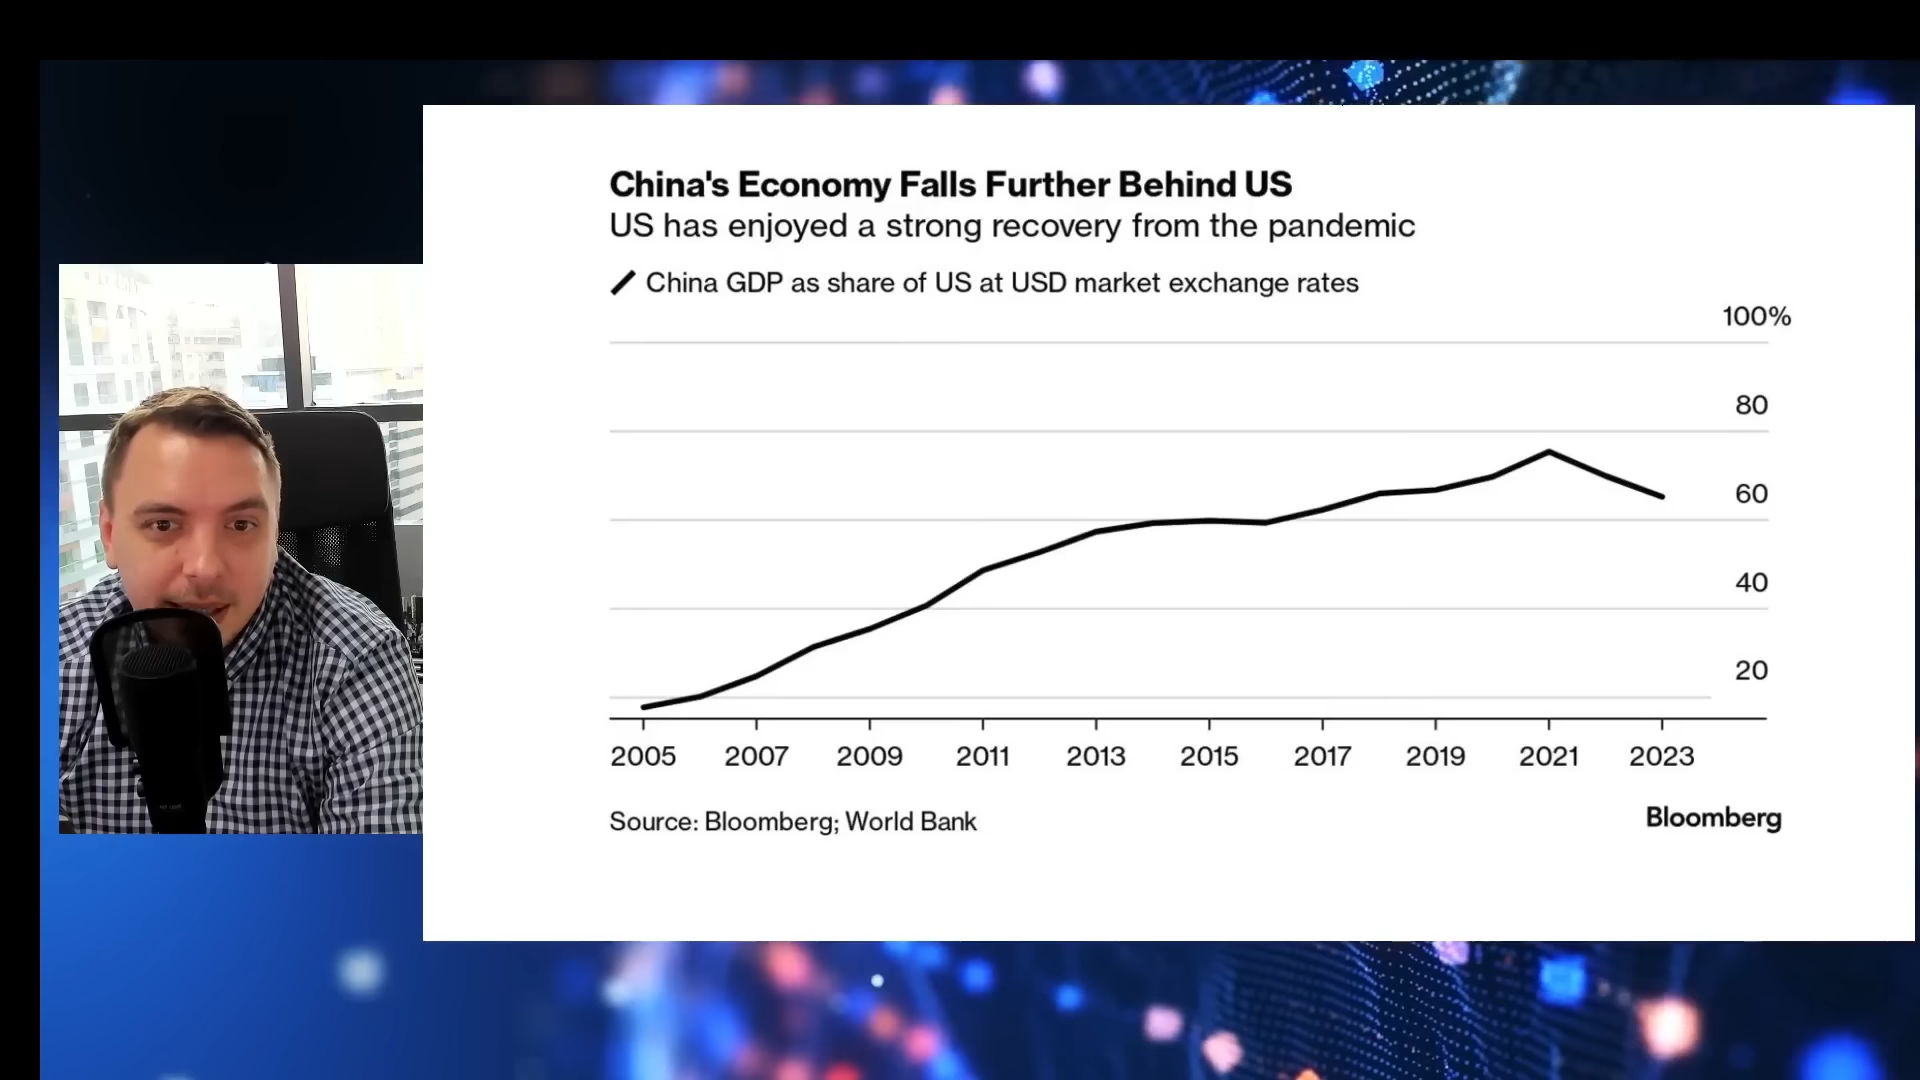 China's Economy Falls Further Behind US
US has enjoyed a strong recovery from the pandemic
China GDP as share of US at USD market exchange rates
100%
80
60
40
20
2005 2007 2009 2011 2013 2015 2017 2019 2021 2023
Source: Bloomberg; World Bank
Bloomberg